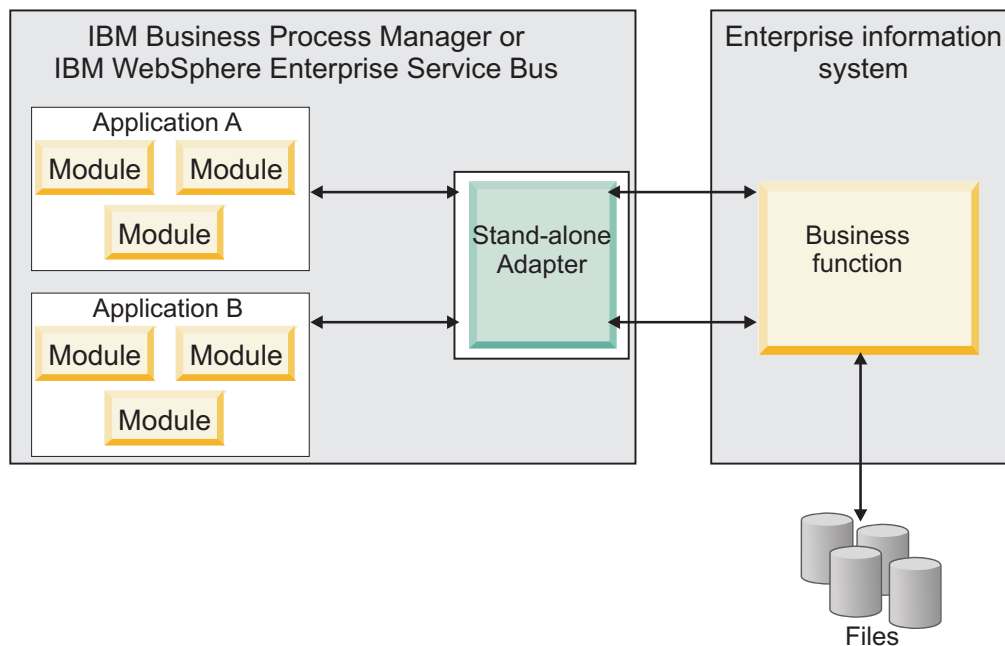 IBM Business Process Manager or
IBM WebSphere Enterprise Service Bus
Application A
Module
Module
Module
Application B
Module
Module
Module
Stand-alone
Adapter
Enterprise information
system
Business
function
Files